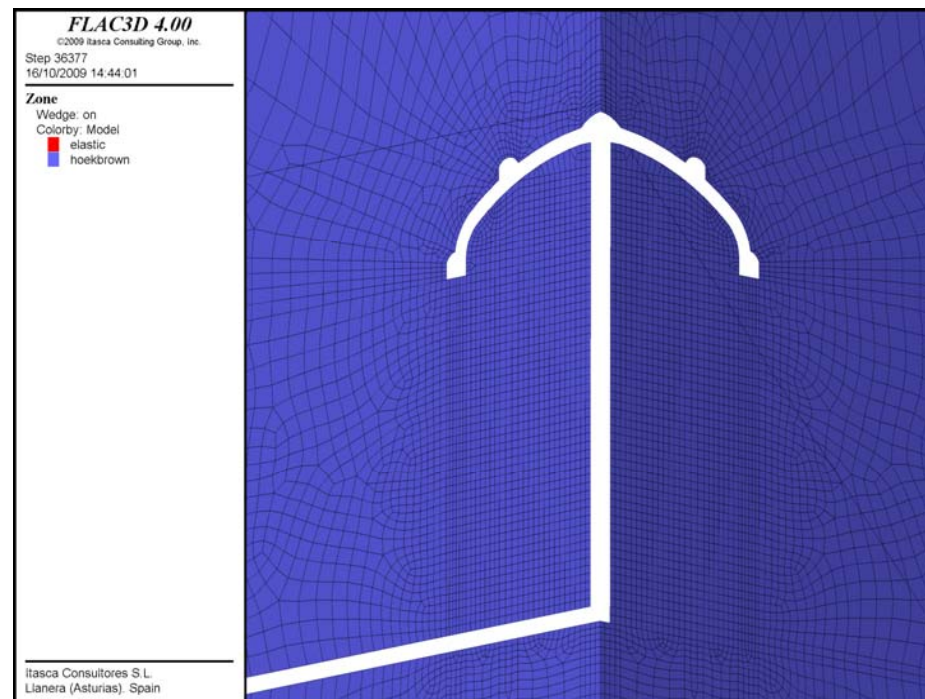 FLAC3D 4.00
©2009 Itasca Consulting Group, Inc.
Step 36377
16/10/2009 14:44:01
Zone
Wedge: on
Colorby: Model
elastic
hoekbrown
Itasca Consultores S.L.
Llanera (Asturias). Spain